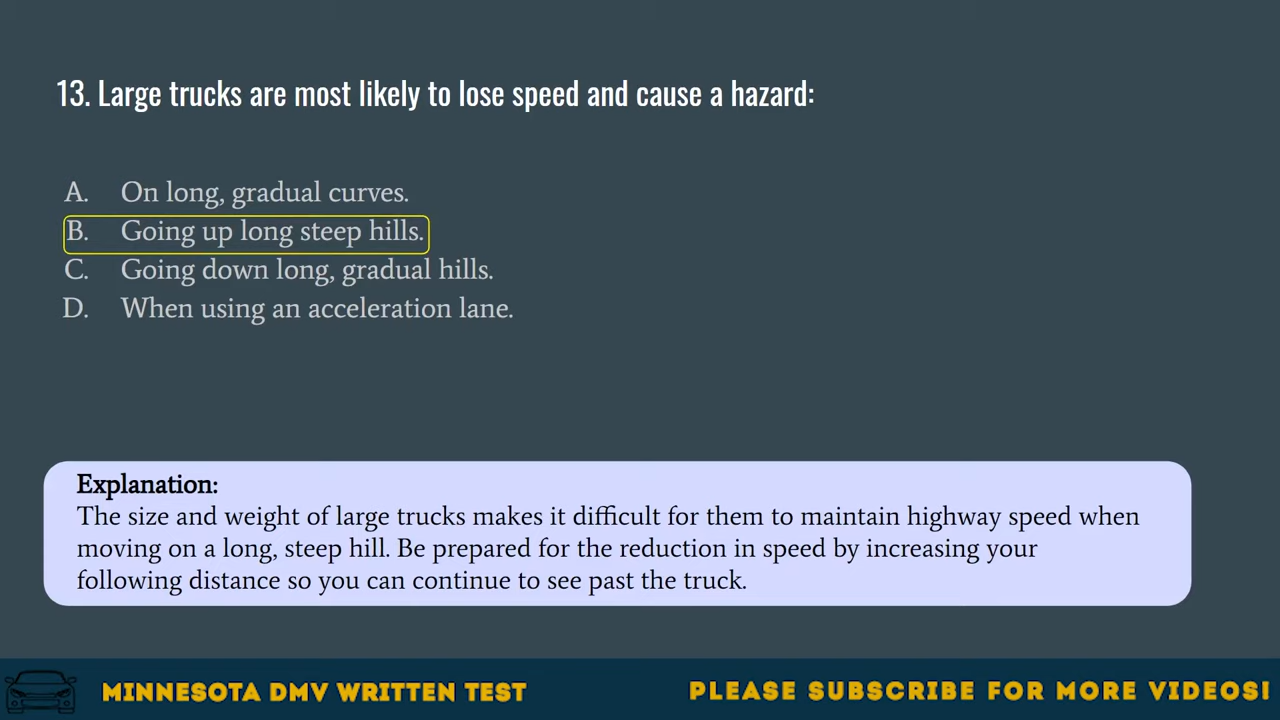 13. Large trucks are most likely to lose speed and cause a hazard:
A. On long, gradual curves.
B. Going up long steep hills.
C. Going down long, gradual hills.
D. When using an acceleration lane.
Explanation:
The size and weight of large trucks makes it difficult for them to maintain highway speed when
moving on a long, steep hill. Be prepared for the reduction in speed by increasing your
following distance so you can continue to see past the truck.
MINNESOTA DMV WRITTEN TEST
PLEASE SUBSCRIBE FOR MORE VIDEOS!